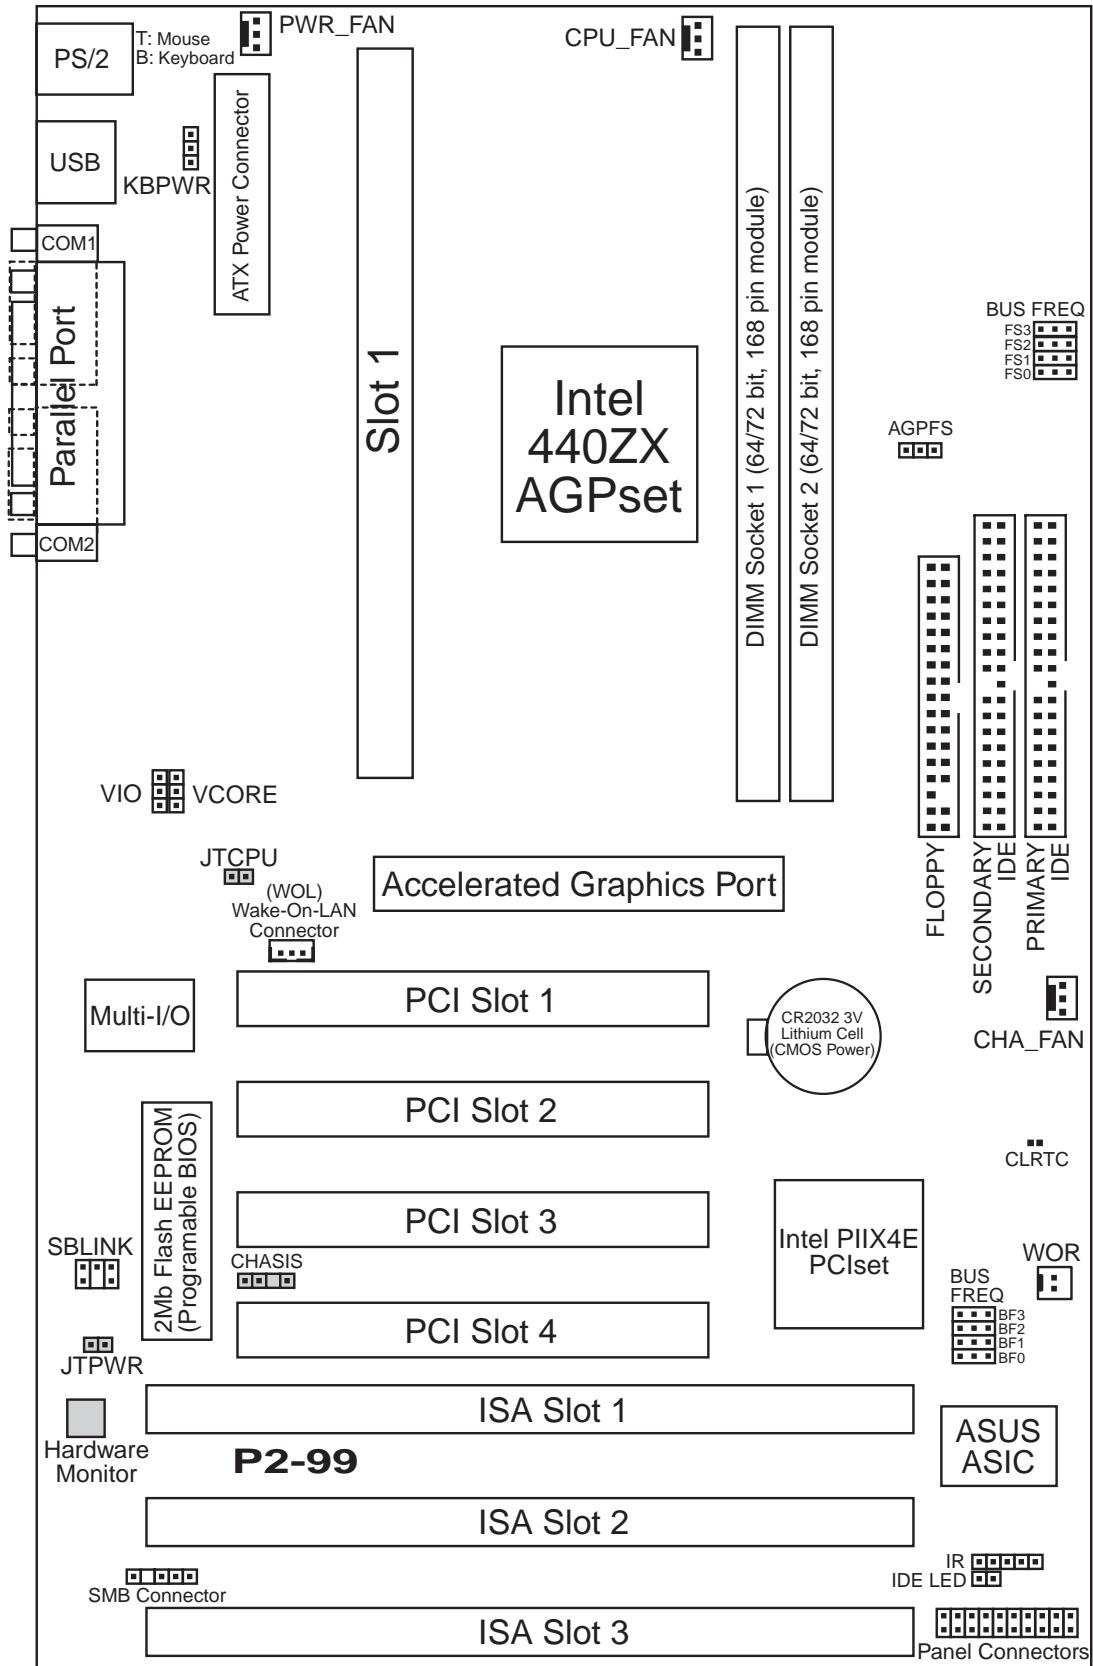 PWR_FAN
CPU_FAN
T: Mouse
B: Keyboard
PS/2
USB
KBPWR
ATX Power Connector
COM1
Parallel Port
COM2
Slot 1
Intel
440ZX
AGPset
DIMM Socket 1 (64/72 bit, 168 pin module)
DIMM Socket 2 (64/72 bit, 168 pin module)
BUS FREQ
FS3
FS2
FS1
FS0
AGPFS
FLOPPY
SECONDARY
IDE
PRIMARY
IDE
VIO
VCORE
JTCPU
(WOL)
Wake-On-LAN
Connector
Accelerated Graphics Port
Multi-I/O
PCI Slot 1
CR2032 3V
Lithium Cell
(CMOS Power)
CHA_FAN
PCI Slot 2
2Mb Flash EEPROM
(Programable BIOS)
CLRTC
PCI Slot 3
Intel PIIX4E
PCIset
SBLINK
CHASIS
WOR
BUS
FREQ
BF3
BF2
BF1
BF0
PCI Slot 4
JTPWR
ISA Slot 1
Hardware
Monitor
P2-99
ASUS
ASIC
ISA Slot 2
IR
IDE LED
SMB Connector
ISA Slot 3
Panel Connectors